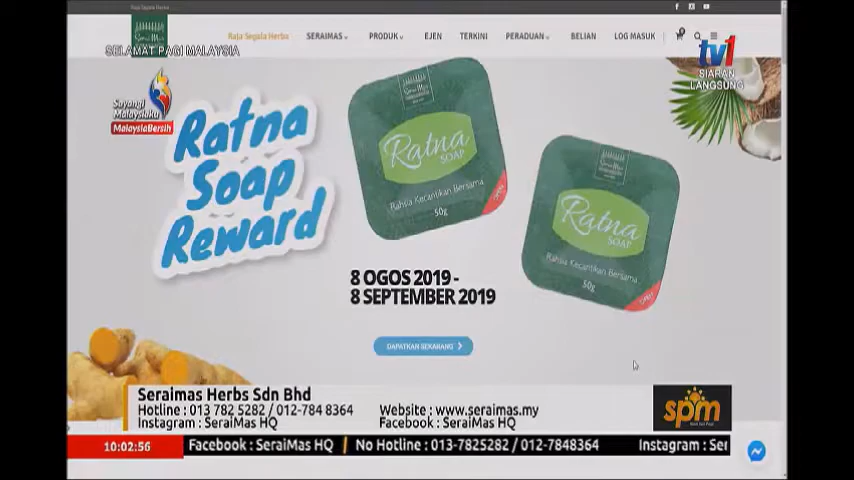 Raja Segala Herba
SERAIMAS
PRODUK
EJEN
TERKINI
PERADUAN
BELIAN
LOG MASUK
SELAMAT PAGI MALAYSIA
tv1
SIARAN
LANGSUNG
Sayangi
Malaysiaku
MalaysiaBersih
Ratna
Soap
Reward
Ratna
SOAP
Rahsia Kecantikan Bersama
50g
Ratna
SOAP
Rahsia Kecantikan Bersama
50g
8 OGOS 2019 -
8 SEPTEMBER 2019
DAPATKAN SEKARANG
Seraimas Herbs Sdn Bhd
Hotline : 013 782 5282 / 012-784 8364
Website : www.seraimas.my
Instagram : SeraiMas HQ
Facebook : SeraiMas HQ
spm
10:02:56
Facebook : SeraiMas HQ
No Hotline : 013-7825282 / 012-7848364
Instagram : Ser